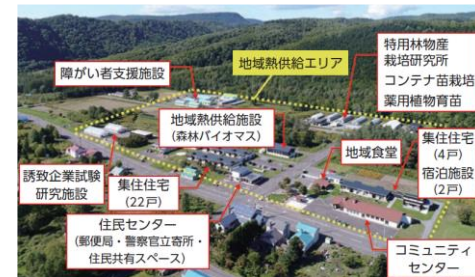 障がい者支援施設
地域熱供給エリア
特用林物産
栽培研究所
コンテナ苗栽培
薬用植物育苗
地域熱供給施設
(森林バイオマス)
地域食堂
集住住宅
(4戸)
宿泊施設
(2戸)
誘致企業試験
研究施設
集住住宅
(22戸)
住民センター
(郵便局・警察官立寄所・
住民共有スペース)
コミュニティ
センター